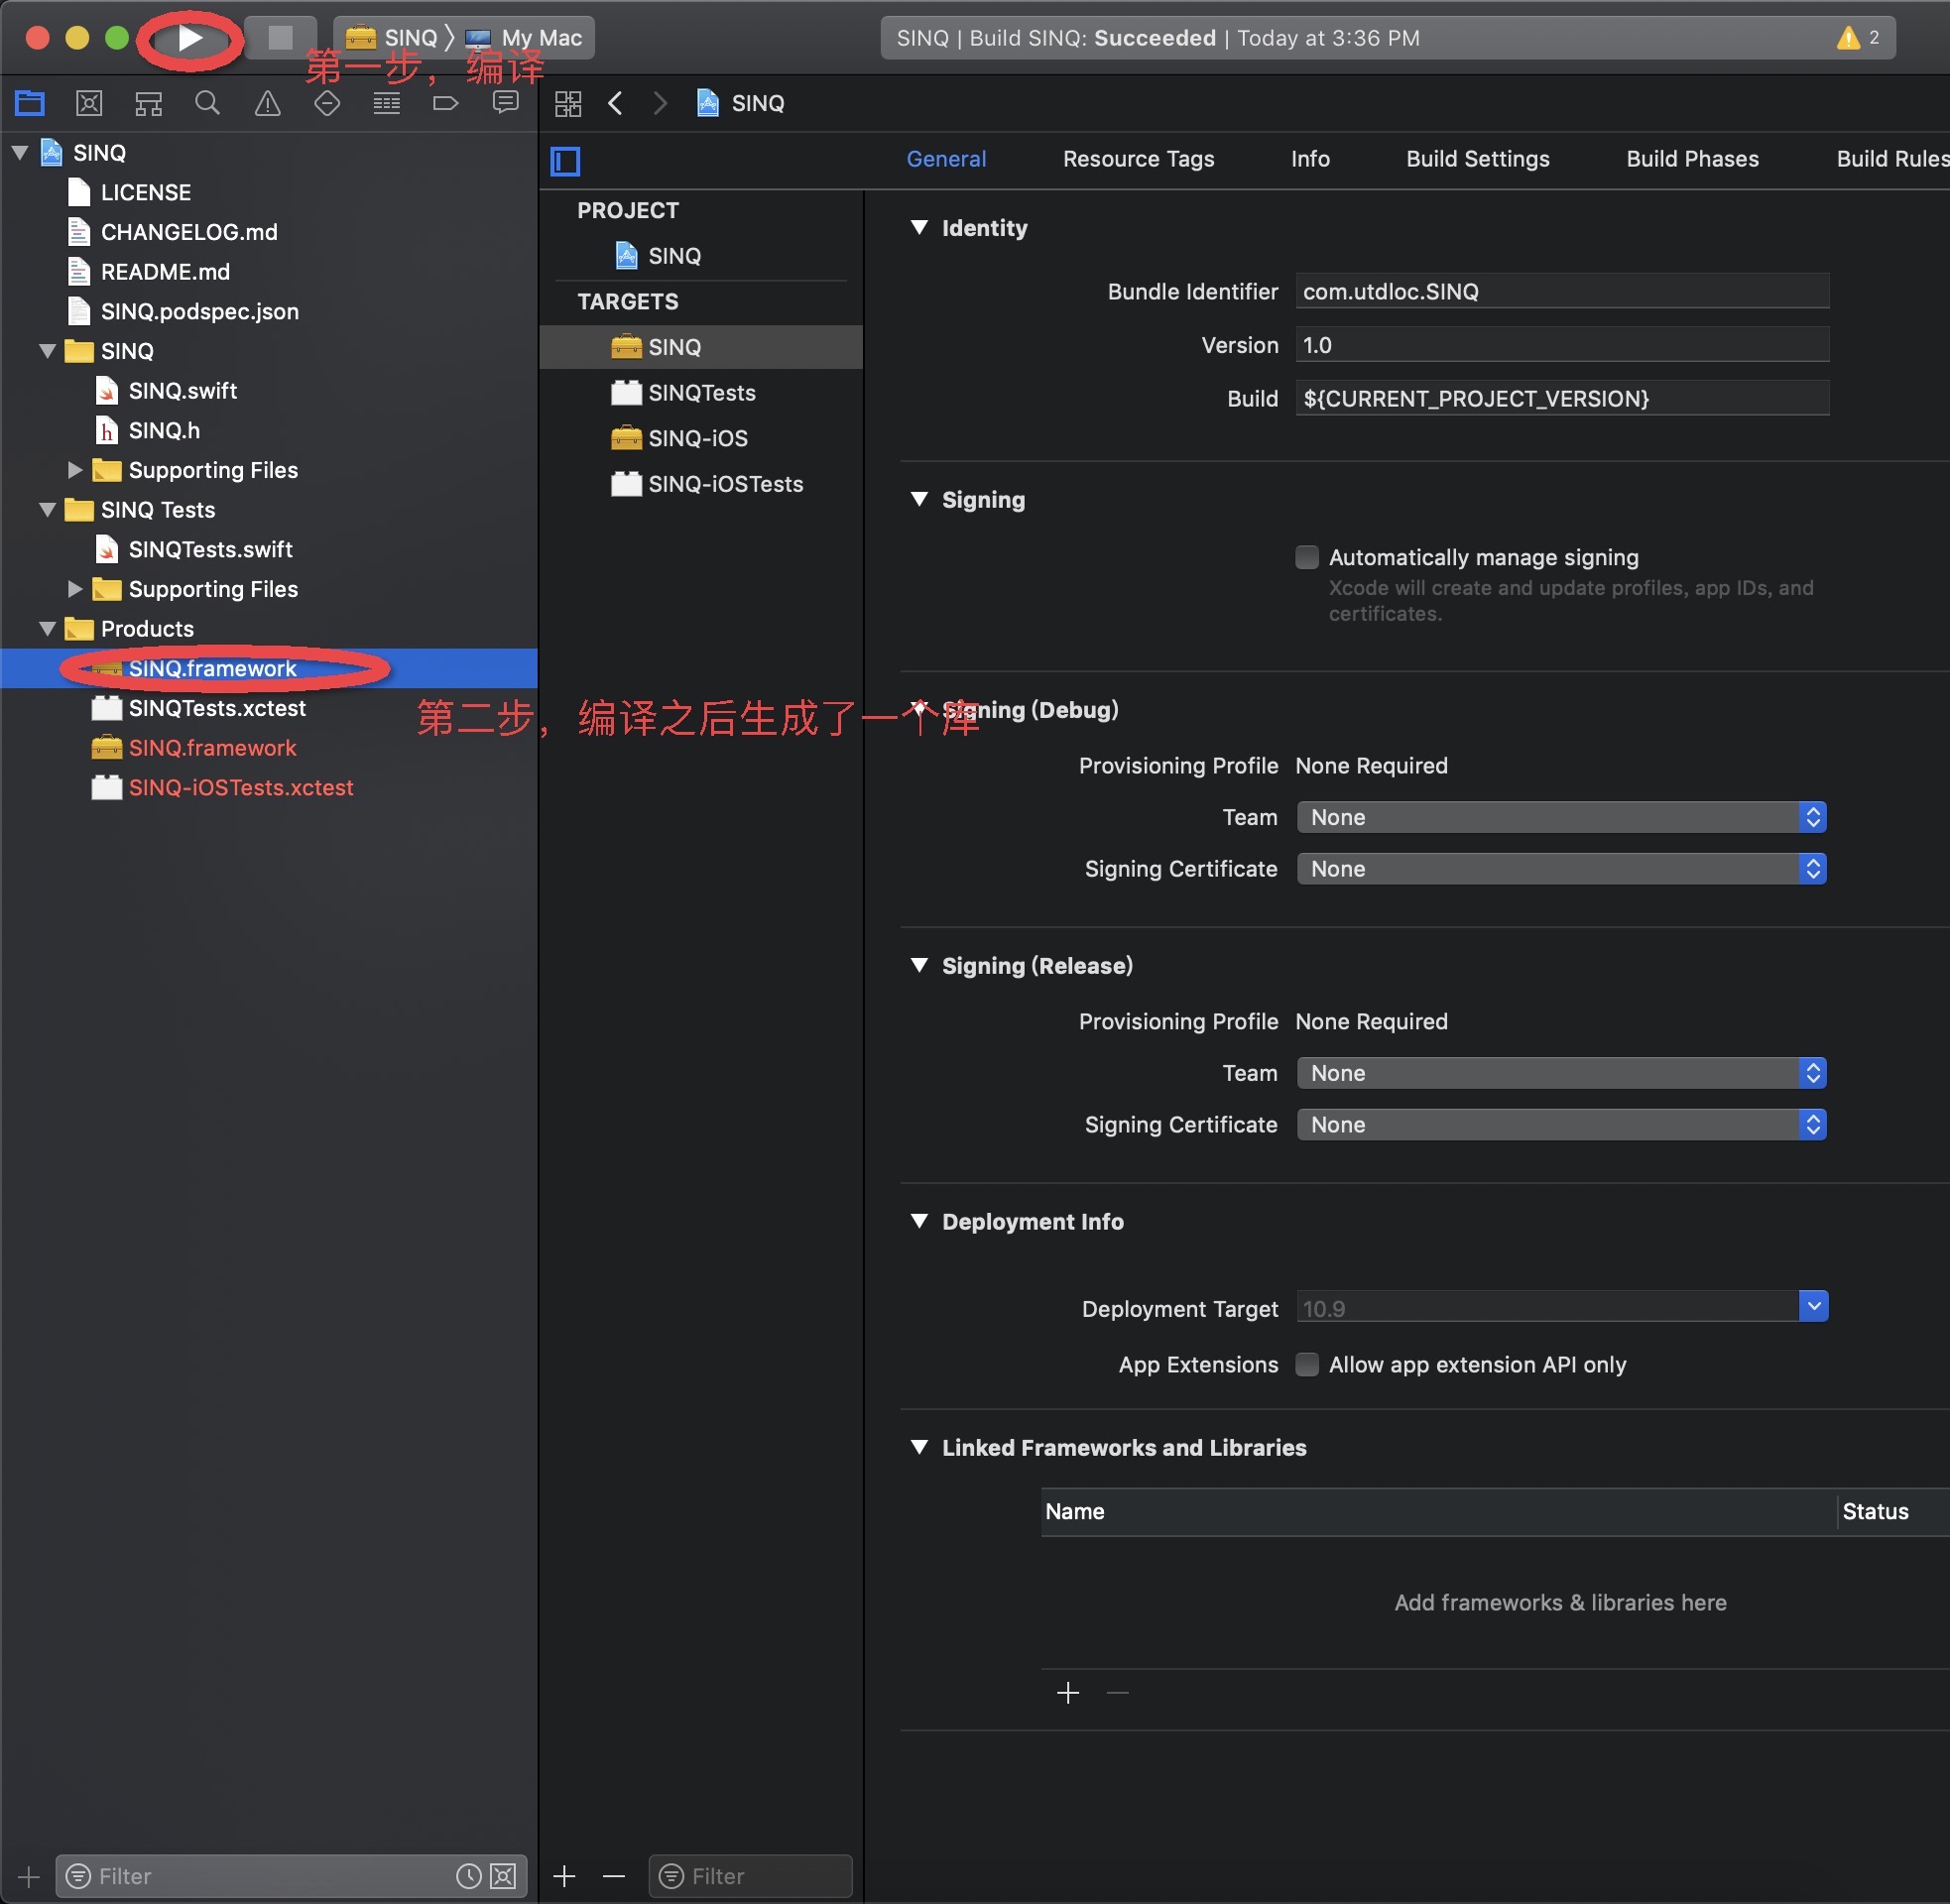 SINQ 〉 My Mac
SINQ | Build SINQ: Succeeded | Today at 3:36 PM
2
第一步，编译
SINQ
General
Resource Tags
Info
Build Settings
Build Phases
Build Rules
SINQ
LICENSE
CHANGELOG.md
README.md
SINQ.podspec.json
SINQ
SINQ.swift
SINQ.h
Supporting Files
SINQ Tests
SINQTests.swift
Supporting Files
Products
SINQ.framework
SINQTests.xctest
SINQ.framework
SINQ-iOSTests.xctest
第二步，编译之后生成了一个库
PROJECT
SINQ
TARGETS
SINQ
SINQTests
SINQ-iOS
SINQ-iOSTests
Identity
Bundle Identifier com.utdloc.SINQ
Version 1.0
Build ${CURRENT_PROJECT_VERSION}
Signing
Automatically manage signing
Xcode will create and update profiles, app IDs, and
certificates.
Signing (Debug)
Provisioning Profile None Required
Team None
Signing Certificate None
Signing (Release)
Provisioning Profile None Required
Team None
Signing Certificate None
Deployment Info
Deployment Target 10.9
App Extensions Allow app extension API only
Linked Frameworks and Libraries
Name Status
Add frameworks & libraries here
Filter
Filter